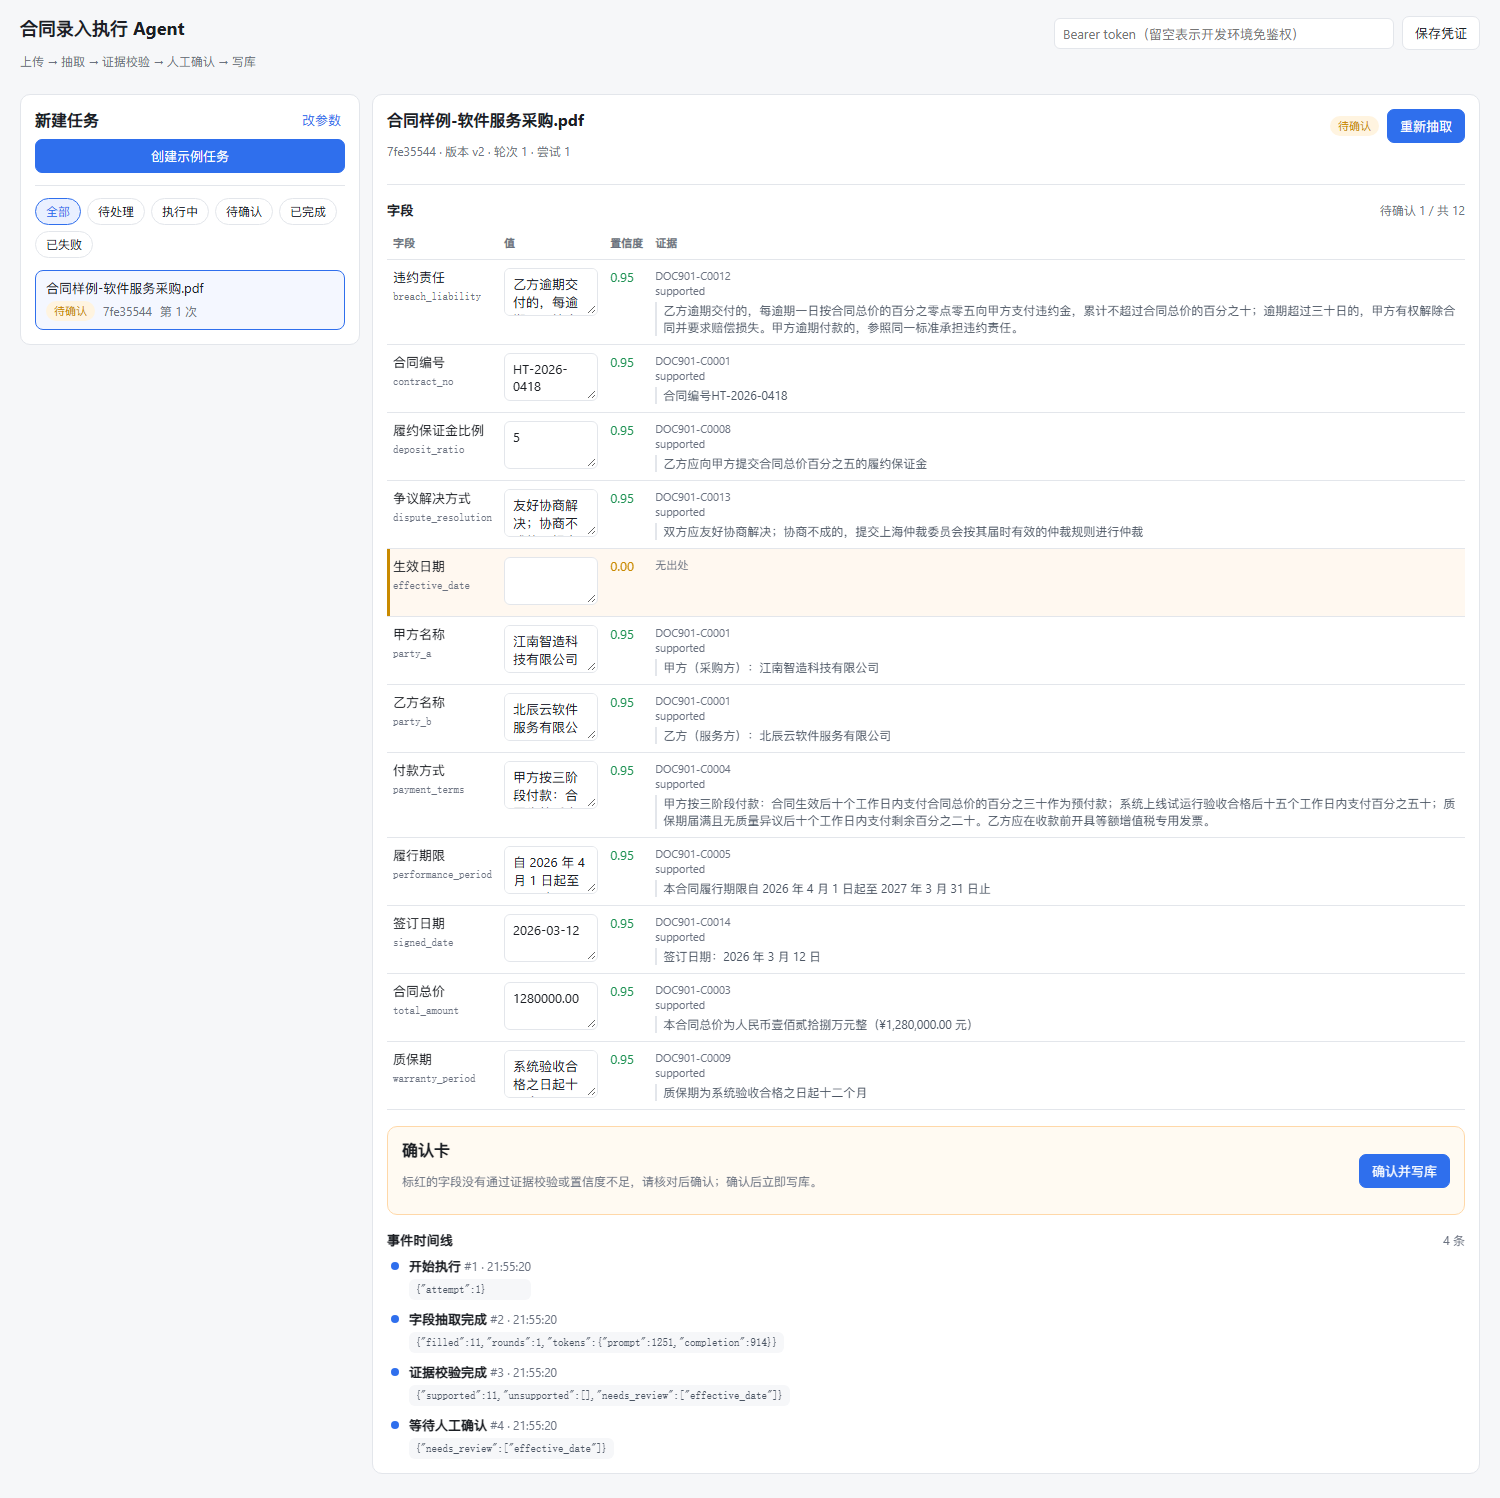 合同录入执行 Agent
上传 → 抽取 → 证据校验 → 人工确认 → 写库
Bearer token（留空表示开发环境免鉴权）
保存凭证
新建任务
改参数
创建示例任务
全部
待处理
执行中
待确认
已完成
已失败
合同样例-软件服务采购.pdf
待确认 7fe35544 第 1 次
合同样例-软件服务采购.pdf
7fe35544 · 版本 v2 · 轮次 1 · 尝试 1
待确认
重新抽取
字段
待确认 1 / 共 12
字段 值 置信度 证据
违约责任
breach_liability
乙方逾期交
付的，每逾
0.95
DOC901-C0012
supported
乙方逾期交付的，每逾期一日按合同总价的百分之零点零五向甲方支付违约金，累计不超过合同总价的百分之十；逾期超过三十日的，甲方有权解除合
同并要求赔偿损失。甲方逾期付款的，参照同一标准承担违约责任。
合同编号
contract_no
HT-2026-
0418
0.95
DOC901-C0001
supported
合同编号HT-2026-0418
履约保证金比例
deposit_ratio
5
0.95
DOC901-C0008
supported
乙方应向甲方提交合同总价百分之五的履约保证金
争议解决方式
dispute_resolution
友好协商解
决；协商不
0.95
DOC901-C0013
supported
双方应友好协商解决；协商不成的，提交上海仲裁委员会按其届时有效的仲裁规则进行仲裁
生效日期
effective_date
0.00
无出处
甲方名称
party_a
江南智造科
技有限公司
0.95
DOC901-C0001
supported
甲方（采购方）：江南智造科技有限公司
乙方名称
party_b
北辰云软件
服务有限公
0.95
DOC901-C0001
supported
乙方（服务方）：北辰云软件服务有限公司
付款方式
payment_terms
甲方按三阶
段付款：合
0.95
DOC901-C0004
supported
甲方按三阶段付款：合同生效后十个工作日内支付合同总价的百分之三十作为预付款；系统上线试运行验收合格后十五个工作日内支付百分之五十；质
保期届满且无质量异议后十个工作日内支付剩余百分之二十。乙方应在收款前开具等额增值税专用发票。
履行期限
performance_period
自 2026 年 4
月 1 日起至
0.95
DOC901-C0005
supported
本合同履行期限自 2026 年 4 月 1 日起至 2027 年 3 月 31 日止
签订日期
signed_date
2026-03-12
0.95
DOC901-C0014
supported
签订日期：2026 年 3 月 12 日
合同总价
total_amount
1280000.00
0.95
DOC901-C0003
supported
本合同总价为人民币壹佰贰拾捌万元整（¥1,280,000.00 元）
质保期
warranty_period
系统验收合
格之日起十
0.95
DOC901-C0009
supported
质保期为系统验收合格之日起十二个月
确认卡
标红的字段没有通过证据校验或置信度不足，请核对后确认；确认后立即写库。
确认并写库
事件时间线
4 条
开始执行 #1 · 21:55:20
{"attempt":1}
字段抽取完成 #2 · 21:55:20
{"filled":11,"rounds":1,"tokens":{"prompt":1251,"completion":914}}
证据校验完成 #3 · 21:55:20
{"supported":11,"unsupported":[],"needs_review":["effective_date"]}
等待人工确认 #4 · 21:55:20
{"needs_review":["effective_date"]}